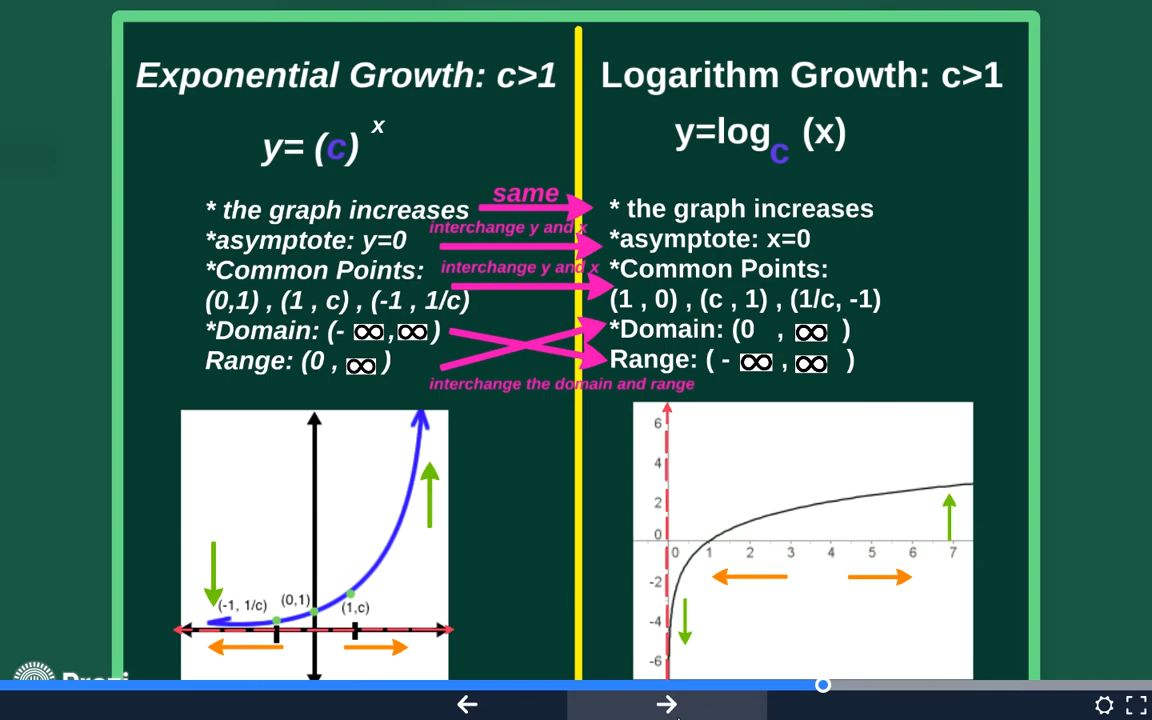 Exponential Growth: c>1
y= (c) x
* the graph increases
*asymptote: y=0
*Common Points:
(0,1) , (1 , c) , (-1 , 1/c)
*Domain: (- ∞ ,∞ )
Range: (0 , ∞ )
same
interchange y and x
interchange y and x
interchange the domain and range
Logarithm Growth: c>1
y=log c (x)
* the graph increases
*asymptote: x=0
*Common Points:
(1 , 0) , (c , 1) , (1/c, -1)
*Domain: (0 , ∞ )
Range: ( - ∞ , ∞ )
(-1, 1/c)
(0,1)
(1,c)
6
4
2
0
0 1 2 3 4 5 6 7
-2
-4
-6
Prezi